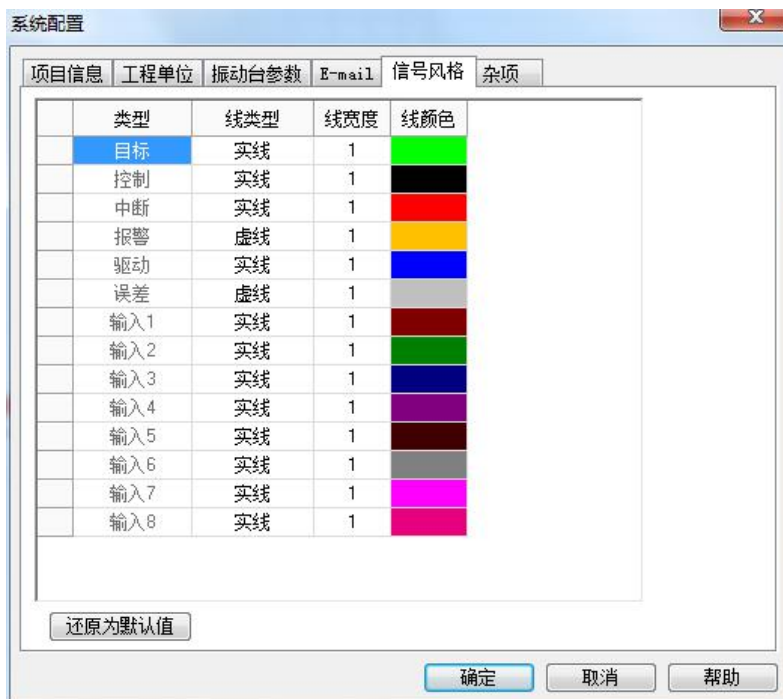 系统配置
项目信息 工程单位 振动台参数 E-mail 信号风格 杂项
类型 线类型 线宽度 线颜色
目标 实线 1
控制 实线 1
中断 实线 1
报警 虚线 1
驱动 实线 1
误差 虚线 1
输入1 实线 1
输入2 实线 1
输入3 实线 1
输入4 实线 1
输入5 实线 1
输入6 实线 1
输入7 实线 1
输入8 实线 1
还原为默认值
确定 取消 帮助